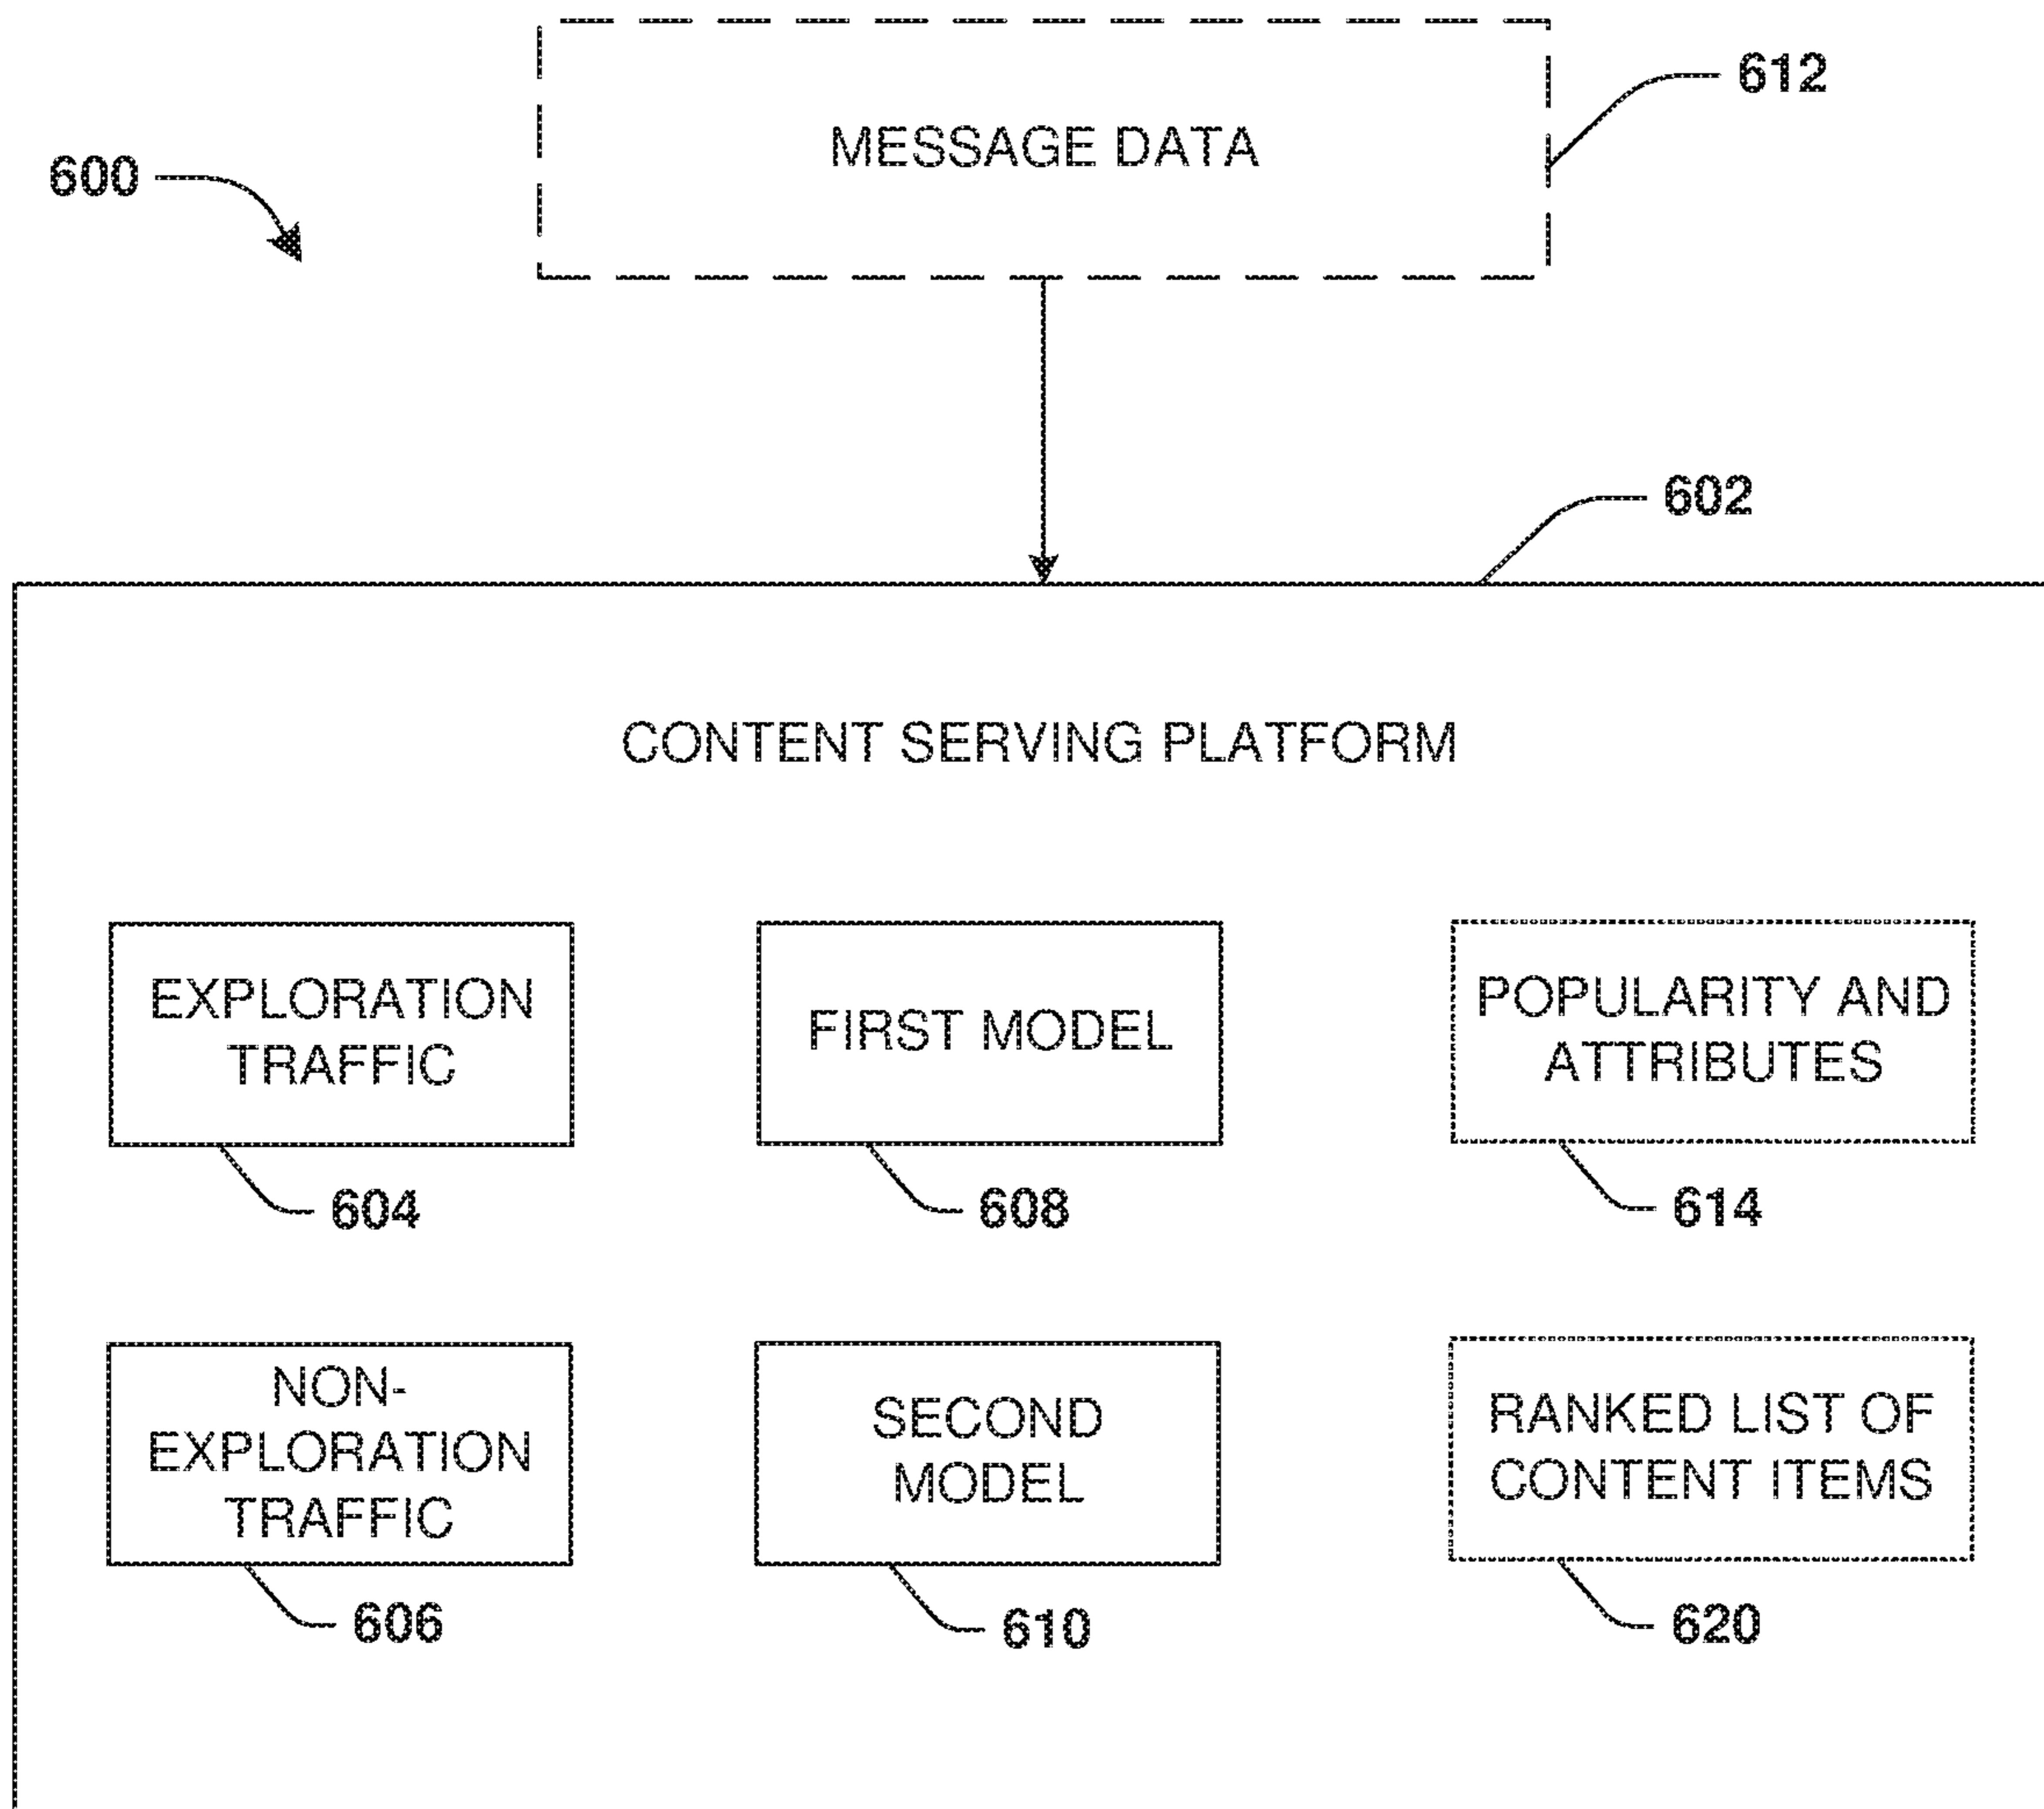 MESSAGE DATA
612
600
602
CONTENT SERVING PLATFORM
EXPLORATION
TRAFFIC
604
FIRST MODEL
608
POPULARITY AND
ATTRIBUTES
614
NON-
EXPLORATION
TRAFFIC
606
SECOND
MODEL
610
RANKED LIST OF
CONTENT ITEMS
620